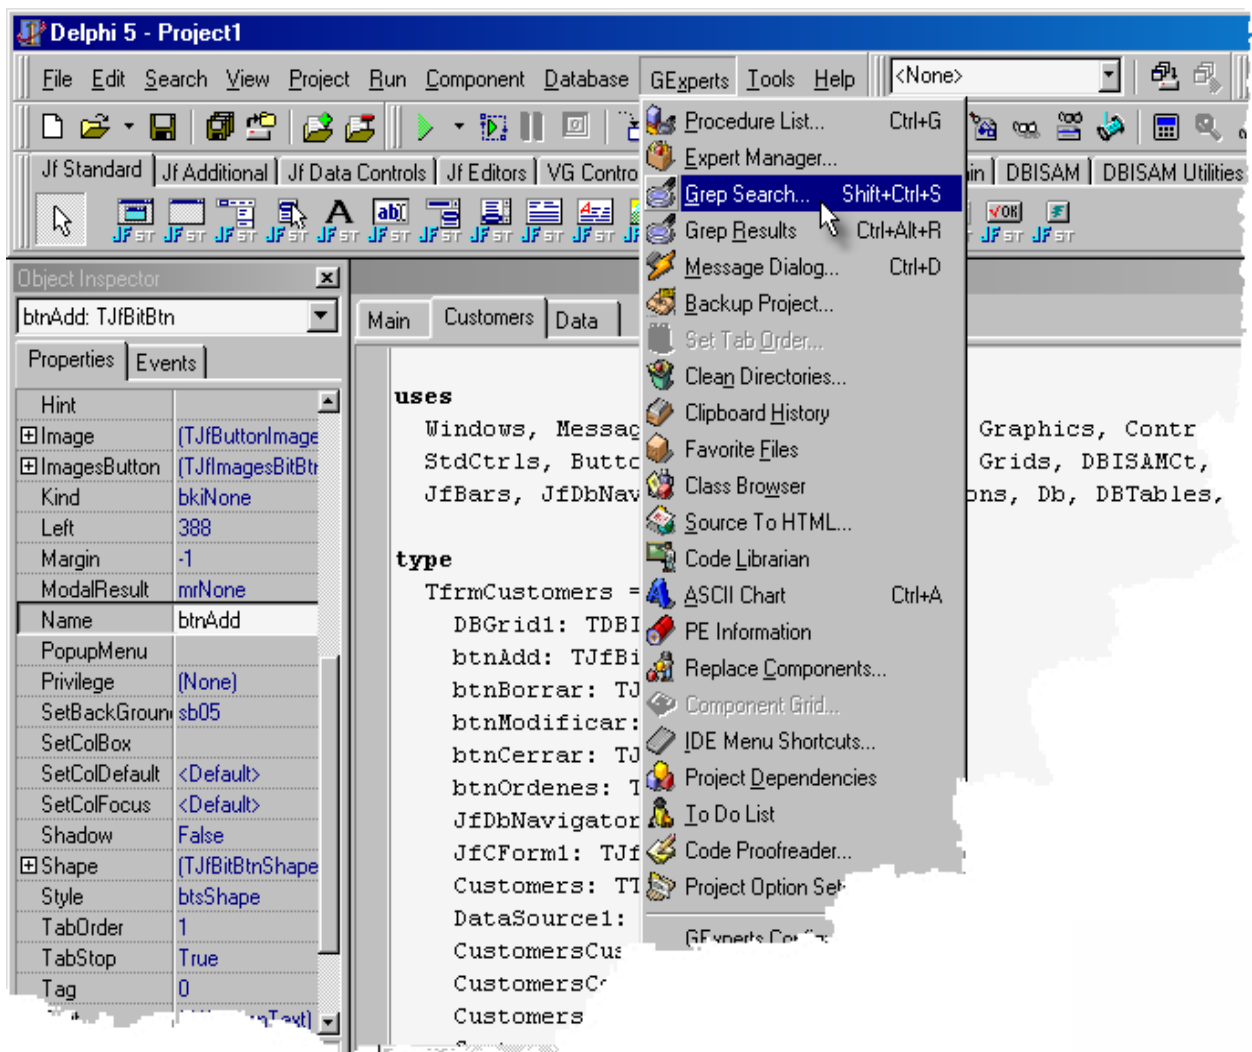 Delphi 5 - Project1
File Edit Search View Project Run Component Database GExperts Tools Help <None>
Jf Standard Jf Additional Jf Data Controls Jf Editors VG Contro DBISAM DBISAM Utilities
Object Inspector
btnAdd: TJfBitBtn
Properties Events
Hint
Image (TJfButtonImage
ImagesButton (TJfImagesBitBtn
Kind bkiNone
Left 388
Margin -1
ModalResult mrNone
Name btnAdd
PopupMenu
Privilege (None)
SetBackGroun sb05
SetColBox
SetColDefault <Default>
SetColFocus <Default>
Shadow False
Shape (TJfBitBtnShape
Style btsShape
TabOrder 1
TabStop True
Tag 0
Main Customers Data
uses
Windows, Messag Graphics, Contr
StdCtrls, Butto Grids, DBISAMCt,
JfBars, JfDbNav ons, Db, DBTables,
type
TfrmCustomers =
DBGrid1: TDBI
btnAdd: TJfBi
btnBorrar: TJ
btnModificar:
btnCerrar: TJ
btnOrdenes: T
JfDbNavigator
JfCForm1: TJf
Customers: TT
DataSource1:
CustomersCus
CustomersCo
Customers
Procedure List... Ctrl+G
Expert Manager...
Grep Search... Shift+Ctrl+S
Grep Results Ctrl+Alt+R
Message Dialog... Ctrl+D
Backup Project...
Set Tab Order...
Clean Directories...
Clipboard History
Favorite Files
Class Browser
Source To HTML...
Code Librarian
ASCII Chart Ctrl+A
PE Information
Replace Components...
Component Grid...
IDE Menu Shortcuts...
Project Dependencies
To Do List
Code Proofreader...
Project Option Set
GExperts Config